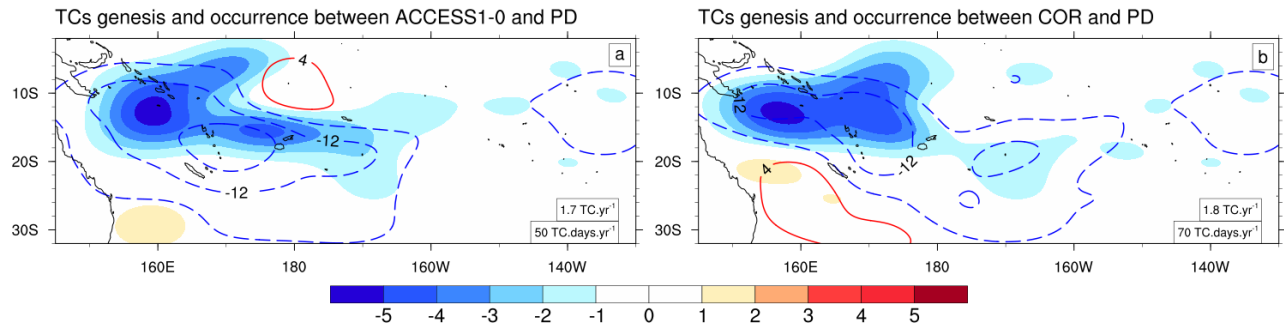 TCs genesis and occurrence between ACCESS1-0 and PD
TCs genesis and occurrence between COR and PD
a
b
4
-12
-12
-12
-12
4
10S
20S
30S
10S
20S
30S
1.7 TC.yr⁻¹
50 TC.days.yr⁻¹
1.8 TC.yr⁻¹
70 TC.days.yr⁻¹
160E 180 160W 140W
160E 180 160W 140W
-5 -4 -3 -2 -1 0 1 2 3 4 5